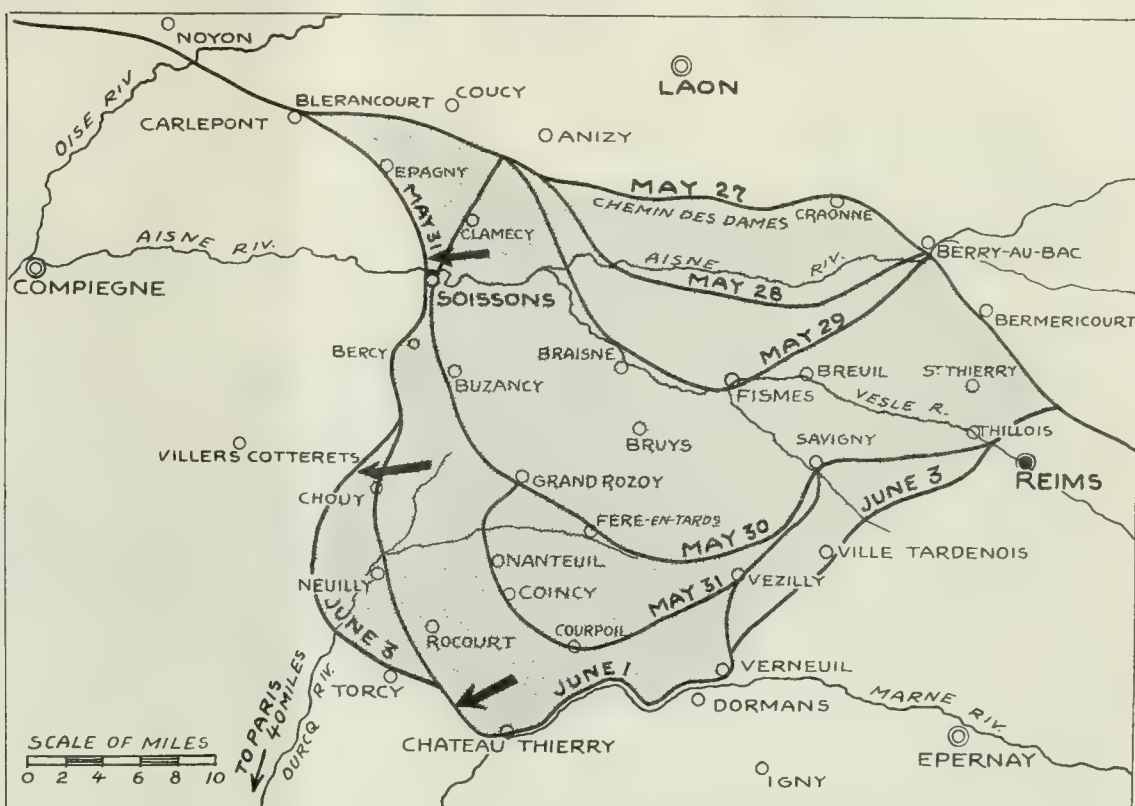 NOYON
LAON
COUCY
BLERANCOURT
CARLEPONT
ANIZY
OISE RIV
EPAGNY
MAY 27
CHEMIN DES DAMES
CRAONNE
MAY 31
CLAMECY
AISNE RIV.
AISNE RIV.
BERRY-AU-BAC
COMPIEGNE
SOISSONS
MAY 28
BERMERICOURT
MAY 29
BERCY
BRAISNE
BUZANCY
FISMES
BREUIL
ST. THIERRY
VESLE R.
VILLERS COTTERETS
BRUYS
SAVIGNY
THILLOIS
REIMS
CHOUY
GRAND ROZOY
JUNE 3
FÈRE-EN-TARDS
MAY 30
VILLE TARDENOIS
NANTEUIL
NEUILLY
COINCY
MAY 31
VEZILLY
JUNE 3
ROCOURT
COURPOIL
TORCY
JUNE 1
VERNEUIL
DORMANS
MARNE RIV.
TO PARIS
40 MILES
OURCQ RIV.
CHATEAU THIERRY
EPERNAY
IGNY
SCALE OF MILES
0 2 4 6 8 10